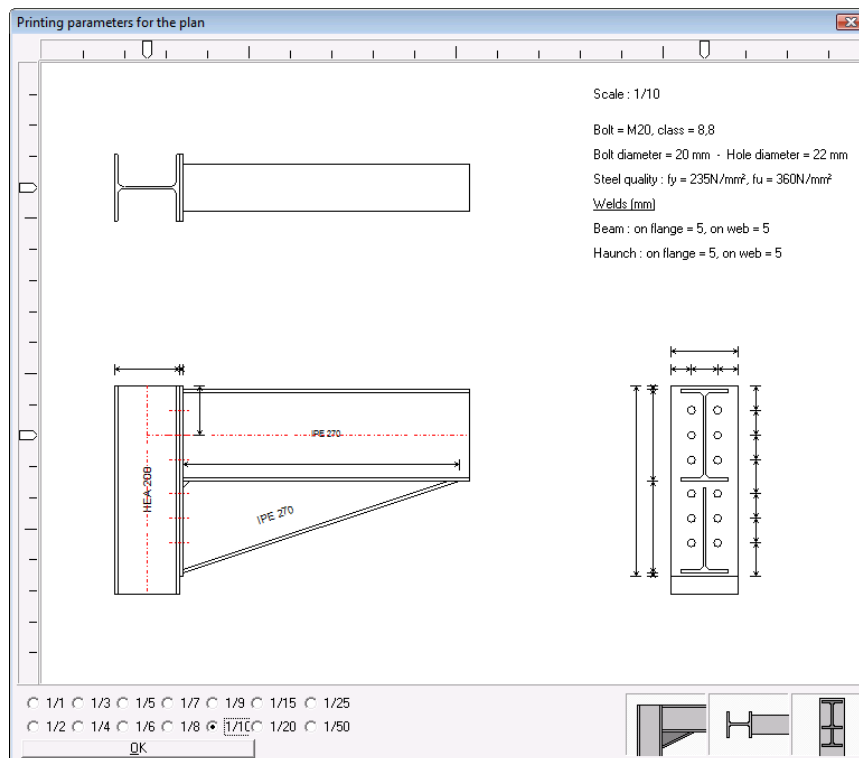 Printing parameters for the plan
Scale : 1/10
Bolt = M20, class = 8,8
Bolt diameter = 20 mm - Hole diameter = 22 mm
Steel quality : fy = 235N/mm², fu = 360N/mm²
Welds (mm)
Beam : on flange = 5, on web = 5
Haunch : on flange = 5, on web = 5
IPE 270
HEA 200
IPE 270
1/1 1/3 1/5 1/7 1/9 1/15 1/25
1/2 1/4 1/6 1/8 1/10 1/20 1/50
OK